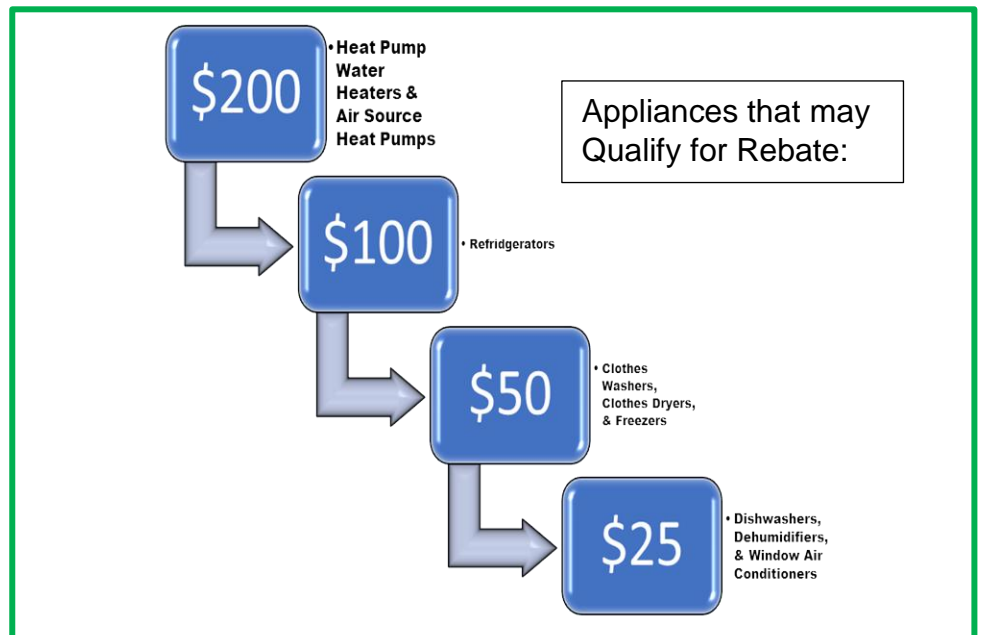 $200
• Heat Pump
Water
Heaters &
Air Source
Heat Pumps
Appliances that may
Qualify for Rebate:
$100
• Refridgerators
$50
• Clothes
Washers,
Clothes Dryers,
& Freezers
$25
• Dishwashers,
Dehumidifiers,
& Window Air
Conditioners